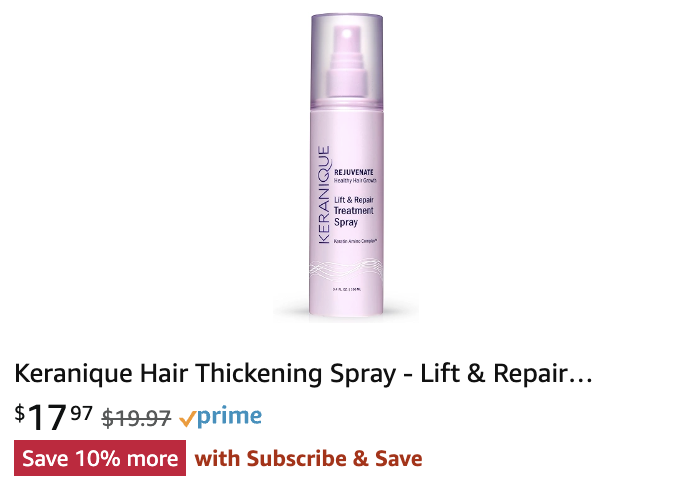 KERANIQUE
REJUVENATE
Healthy Hair Growth
Lift & Repair
Treatment
Spray
Keratin Amino Complex™
Keranique Hair Thickening Spray - Lift & Repair...
$17 97 $19.97 prime
Save 10% more with Subscribe & Save